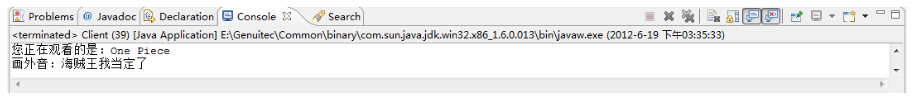 Problems @ Javadoc Declaration Console Search
<terminated> Client (39) [Java Application] E:\Genuitec\Common\binary\com.sun.java.jdk.win32.x86_1.6.0.013\bin\javaw.exe (2012-6-19 下午03:35:33)
您正在观看的是：One Piece
画外音：海贼王我当定了